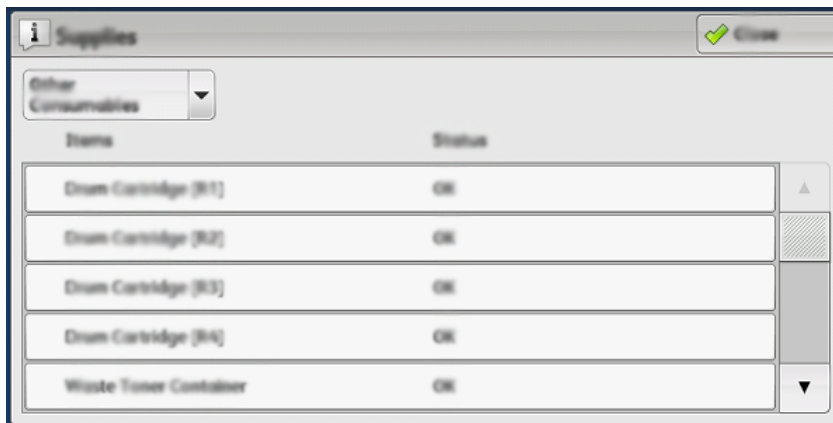 Supplies
Close
Other
Consumables
Items Status
Drum Cartridge [R1] OK
Drum Cartridge [R2] OK
Drum Cartridge [R3] OK
Drum Cartridge [R4] OK
Waste Toner Container OK